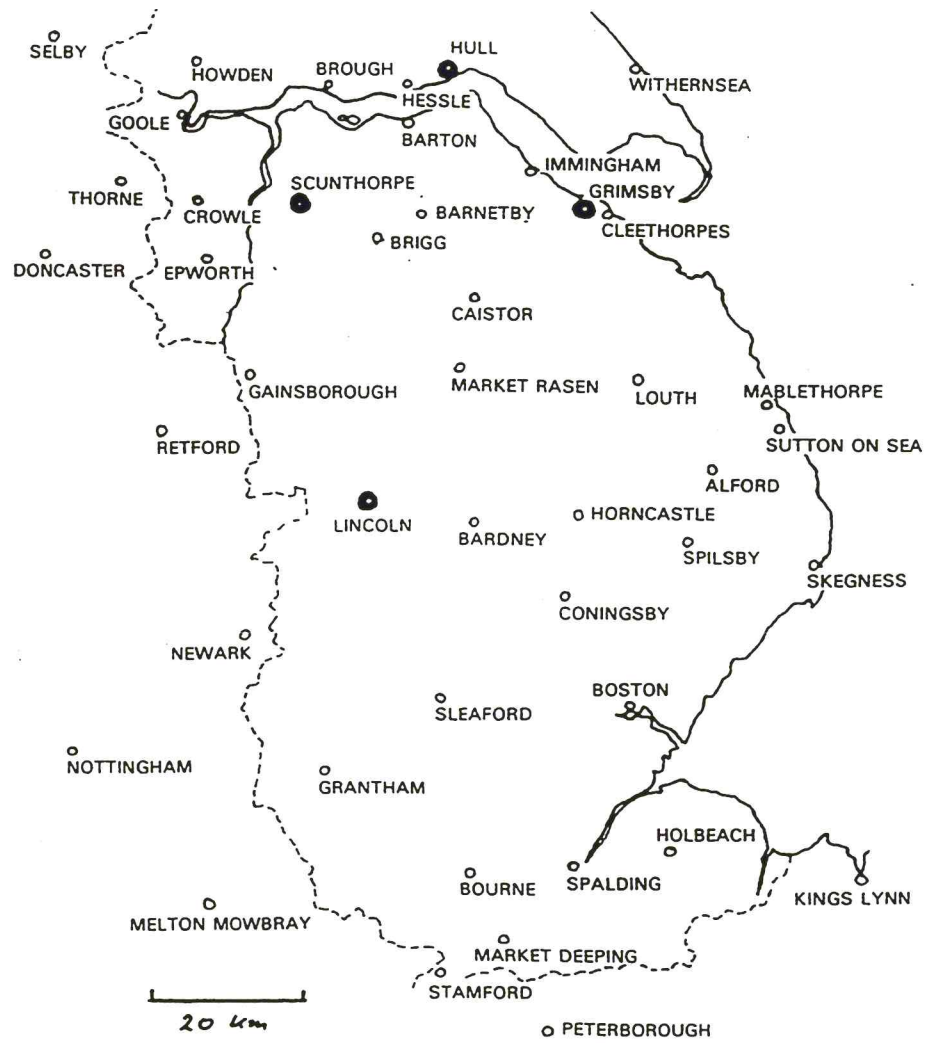 SELBY
HOWDEN
BROUGH
HULL
HESSLE
WITHERNSEA
GOOLE
BARTON
IMMINGHAM
THORNE
SCUNTHORPE
GRIMSBY
CROWLE
BARNETBY
CLEETHORPES
BRIGG
DONCASTER
EPWORTH
CAISTOR
GAINSBOROUGH
MARKET RASEN
LOUTH
MABLETHORPE
RETFORD
SUTTON ON SEA
ALFORD
LINCOLN
BARDNEY
HORNCASTLE
SPILSBY
SKEGNESS
CONINGSBY
NEWARK
BOSTON
SLEAFORD
NOTTINGHAM
GRANTHAM
HOLBEACH
BOURNE
SPALDING
KINGS LYNN
MELTON MOWBRAY
MARKET DEEPING
STAMFORD
20 km
PETERBOROUGH